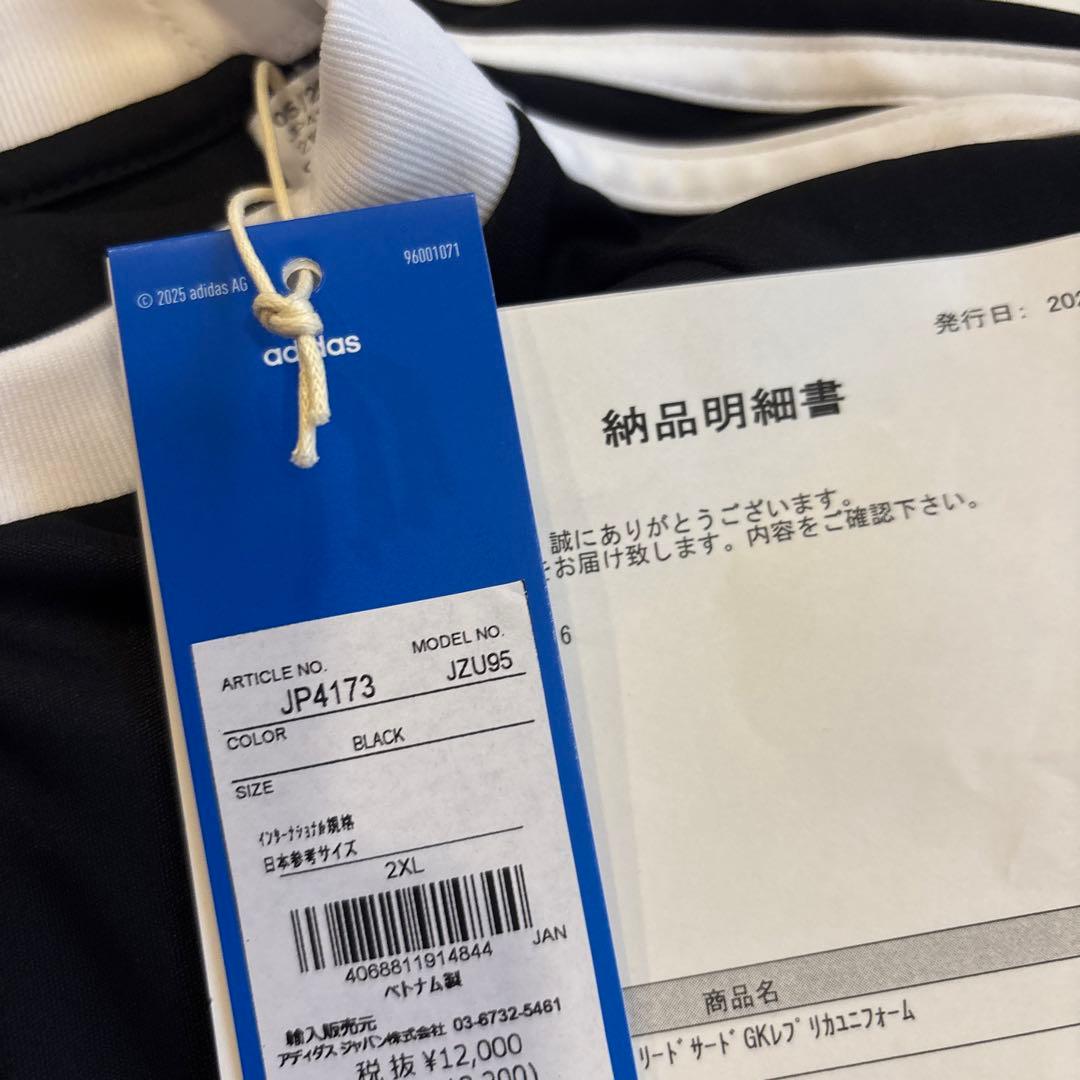 96001071
© 2025 adidas AG
adidas
ARTICLE NO.
MODEL NO.
JP4173
JZU95
COLOR
BLACK
SIZE
インターナショナル規格
日本参考サイズ
2XL
4068811914844
JAN
ベトナム製
輸入販売元
アディダス ジャパン株式会社 03-6732-5461
税抜 ¥12,000
発行日: 202
納品明細書
誠にありがとうございます。
お届け致します。内容をご確認下さい。
6
商品名
リードサードGKレプリカユニフォーム